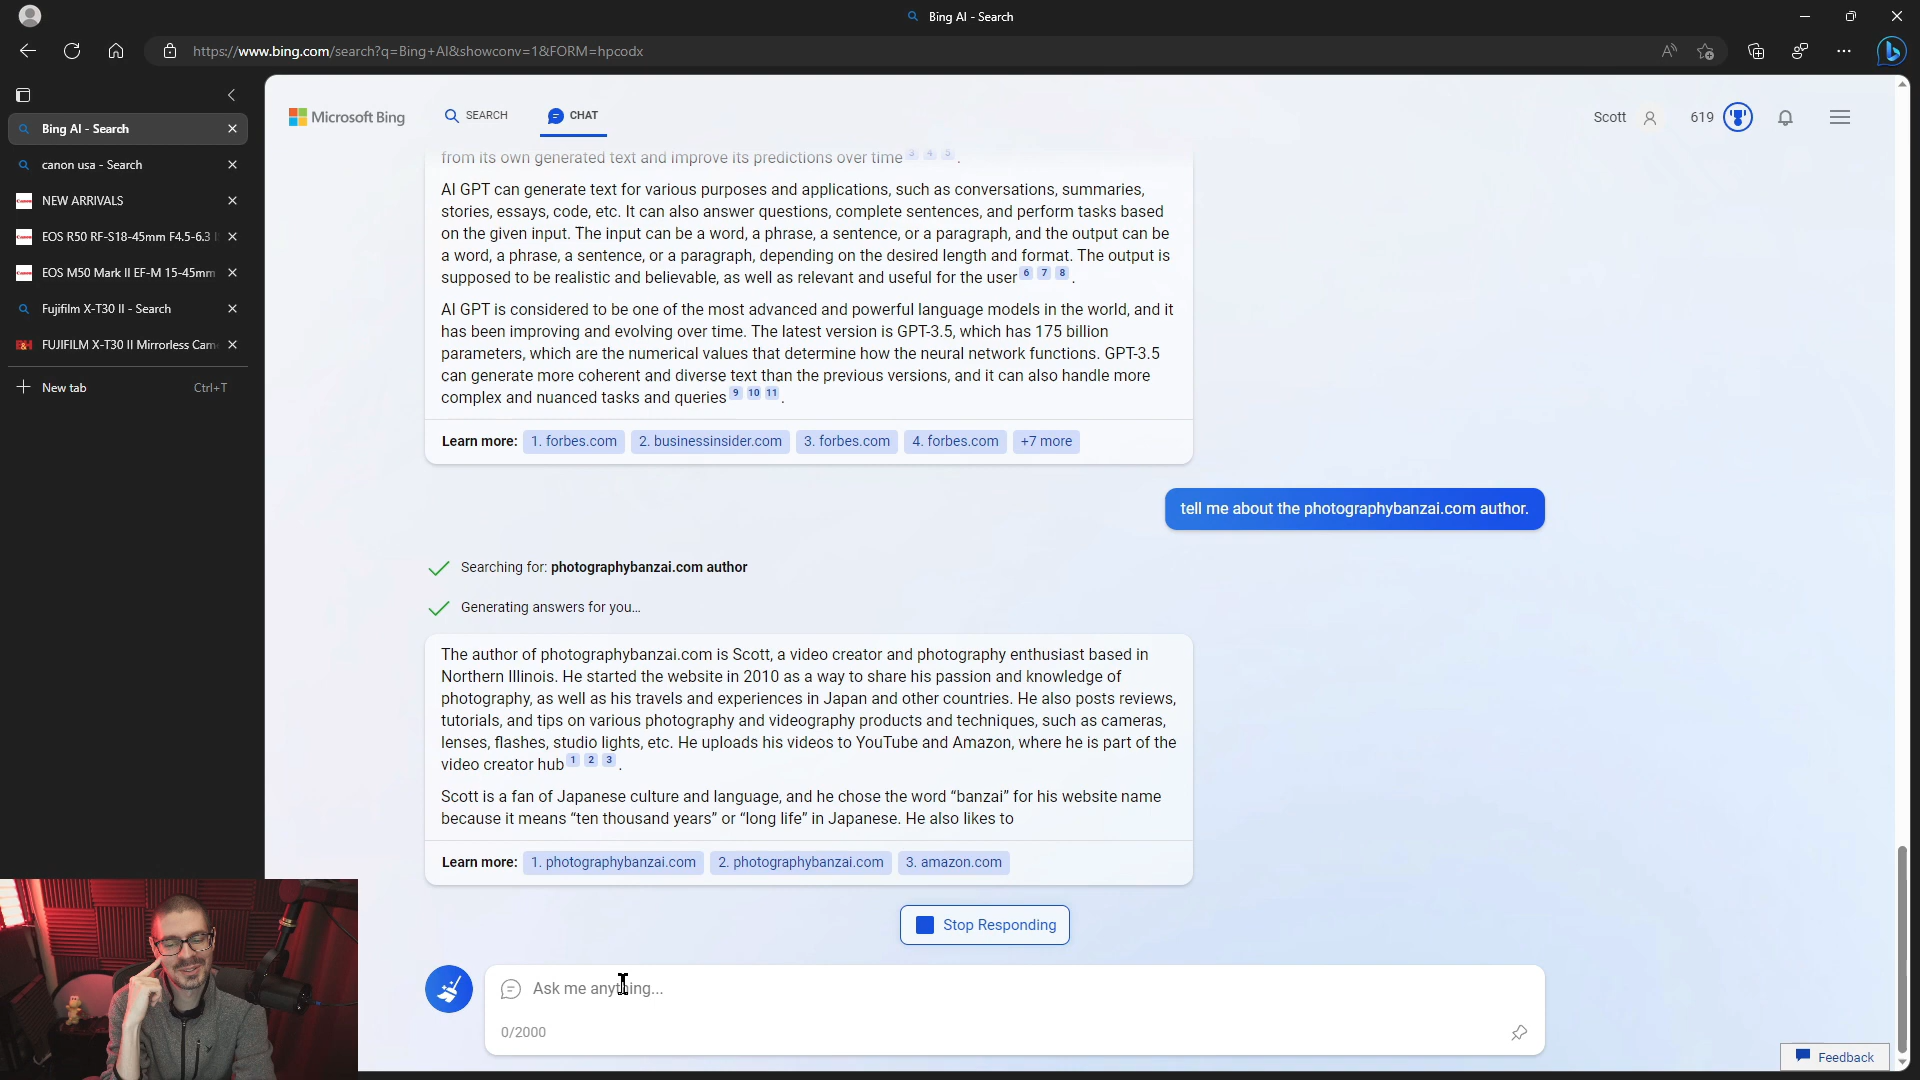 Bing AI - Search
https://www.bing.com/search?q=Bing+AI&showconv=1&FORM=hpcodx
Bing AI - Search
canon usa - Search
NEW ARRIVALS
EOS R50 RF-S18-45mm F4.5-6.3 I
EOS M50 Mark II EF-M 15-45mm
Fujifilm X-T30 II - Search
FUJIFILM X-T30 II Mirrorless Cam
New tab Ctrl+T
Microsoft Bing SEARCH CHAT Scott 619
from its own generated text and improve its predictions over time 3 4 5 .
AI GPT can generate text for various purposes and applications, such as conversations, summaries,
stories, essays, code, etc. It can also answer questions, complete sentences, and perform tasks based
on the given input. The input can be a word, a phrase, a sentence, or a paragraph, and the output can be
a word, a phrase, a sentence, or a paragraph, depending on the desired length and format. The output is
supposed to be realistic and believable, as well as relevant and useful for the user 6 7 8 .
AI GPT is considered to be one of the most advanced and powerful language models in the world, and it
has been improving and evolving over time. The latest version is GPT-3.5, which has 175 billion
parameters, which are the numerical values that determine how the neural network functions. GPT-3.5
can generate more coherent and diverse text than the previous versions, and it can also handle more
complex and nuanced tasks and queries 9 10 11 .
Learn more: 1. forbes.com 2. businessinsider.com 3. forbes.com 4. forbes.com +7 more
tell me about the photographybanzai.com author.
Searching for: photographybanzai.com author
Generating answers for you...
The author of photographybanzai.com is Scott, a video creator and photography enthusiast based in
Northern Illinois. He started the website in 2010 as a way to share his passion and knowledge of
photography, as well as his travels and experiences in Japan and other countries. He also posts reviews,
tutorials, and tips on various photography and videography products and techniques, such as cameras,
lenses, flashes, studio lights, etc. He uploads his videos to YouTube and Amazon, where he is part of the
video creator hub 1 2 3 .
Scott is a fan of Japanese culture and language, and he chose the word “banzai” for his website name
because it means “ten thousand years” or “long life” in Japanese. He also likes to
Learn more: 1. photographybanzai.com 2. photographybanzai.com 3. amazon.com
Stop Responding
Ask me anything...
0/2000
Feedback